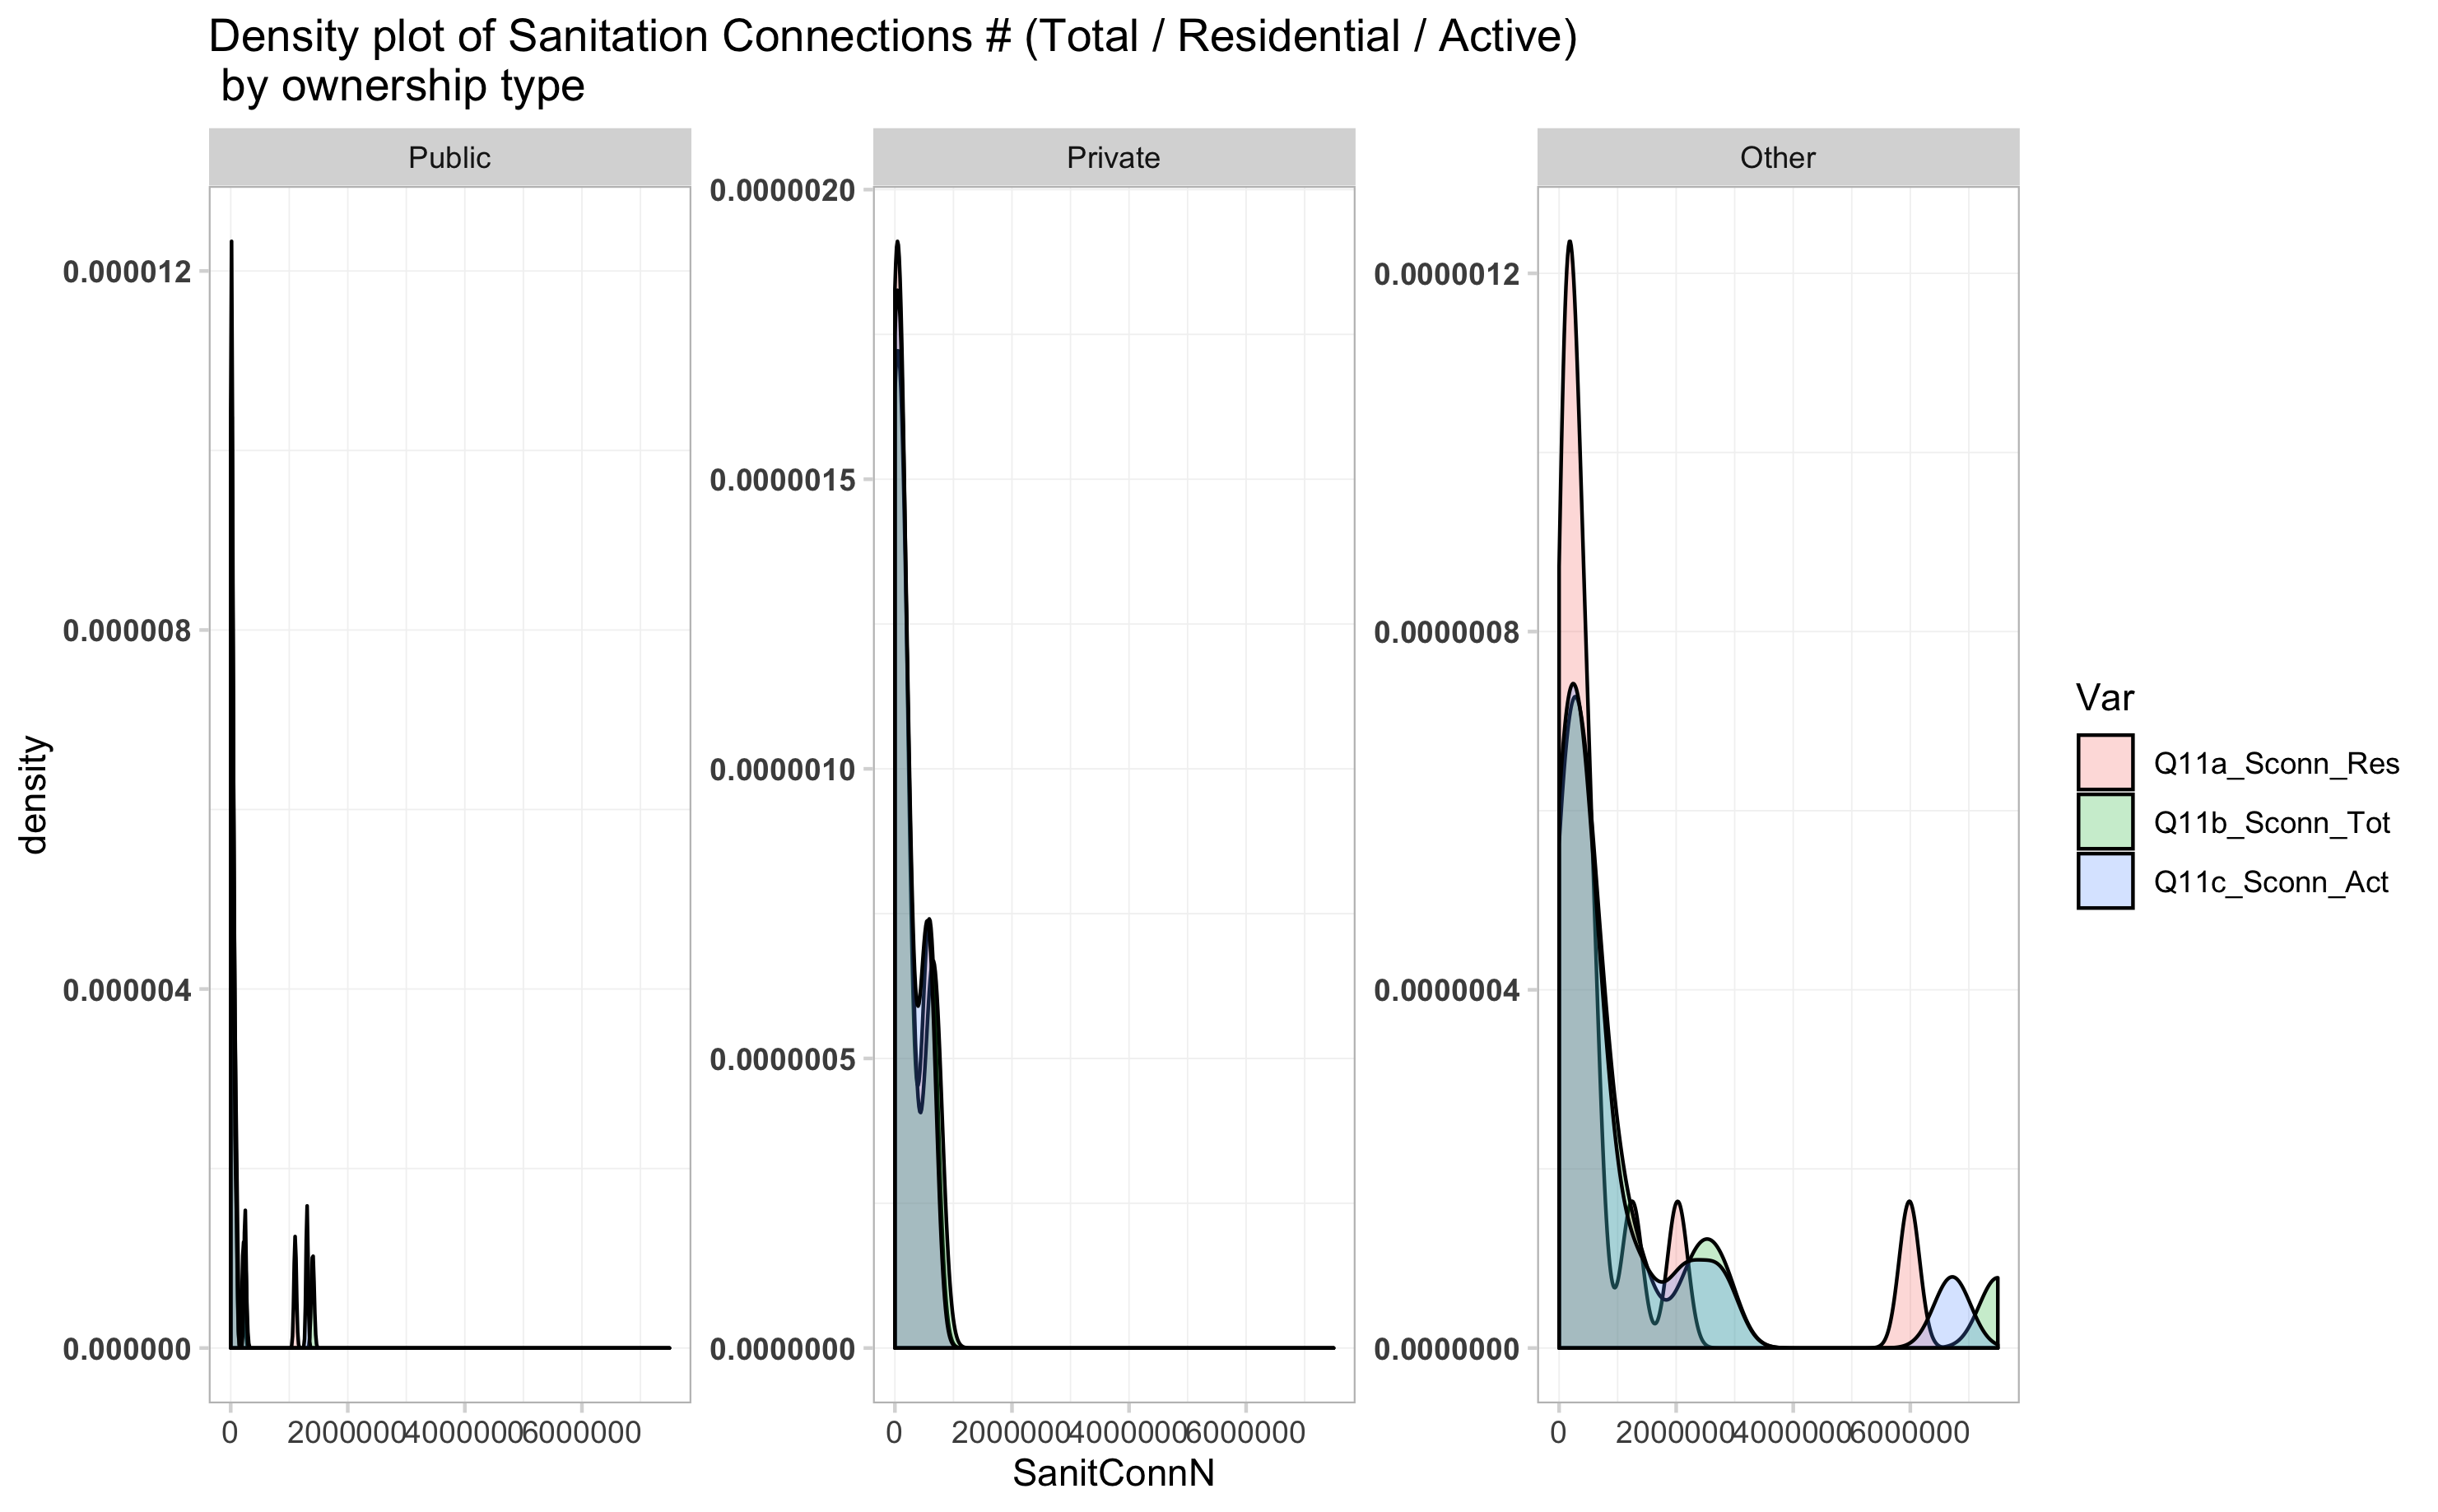 Density plot of Sanitation Connections # (Total / Residential / Active)
by ownership type
Public
Private
Other
density
0.000012
0.000008
0.000004
0.000000
0.0000020
0.0000015
0.0000010
0.0000005
0.0000000
0.0000012
0.0000008
0.0000004
0.0000000
0 2000000 4000000 6000000
0 2000000 4000000 6000000
0 2000000 4000000 6000000
SanitConnN
Var
Q11a_Sconn_Res
Q11b_Sconn_Tot
Q11c_Sconn_Act